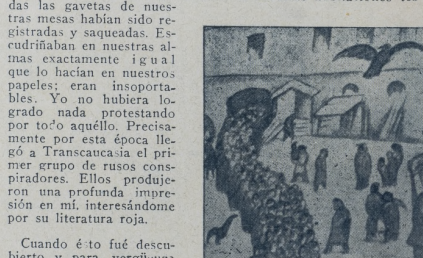 das las gavetas de nues-
tras mesas habían sido re-
gistradas y saqueadas. Es-
cudriñaban en nuestras al-
mas exactamente igual
que lo hacían en nuestros
papeles; eran insoporta-
bles. Yo no hubiera lo-
grado nada protestando
por to:'o aquéllo. Precisa-
mente por esta época lle-
gó a Transcaucasia el pri-
mer grupo de rusos cons-
piradores. Ellos produje-
ron una profunda impre-
sión en mí, interesándome
por su literatura roja.
Cuando é:to fué descu-
bierto y para